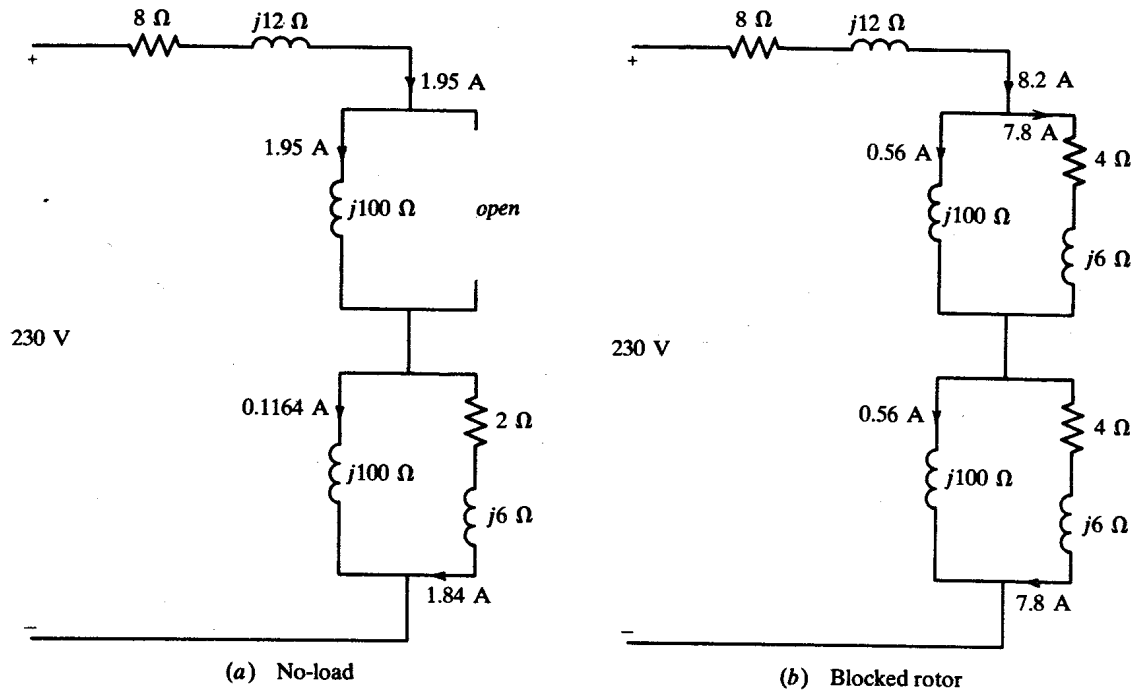 8 Ω
j12 Ω
+
1.95 A
1.95 A
j100 Ω
open
230 V
0.1164 A
2 Ω
j100 Ω
j6 Ω
1.84 A
−
(a) No-load
8 Ω
j12 Ω
+
8.2 A
7.8 A
0.56 A
4 Ω
j100 Ω
j6 Ω
230 V
0.56 A
4 Ω
j100 Ω
j6 Ω
7.8 A
−
(b) Blocked rotor